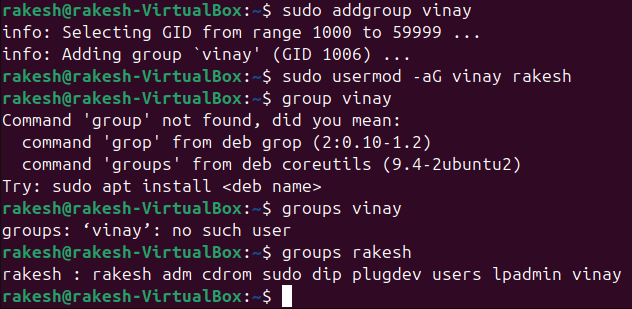 rakesh@rakesh-VirtualBox:~$ sudo addgroup vinay
info: Selecting GID from range 1000 to 59999 ...
info: Adding group `vinay' (GID 1006) ...
rakesh@rakesh-VirtualBox:~$ sudo usermod -aG vinay rakesh
rakesh@rakesh-VirtualBox:~$ group vinay
Command 'group' not found, did you mean:
  command 'grop' from deb grop (2:0.10-1.2)
  command 'groups' from deb coreutils (9.4-2ubuntu2)
Try: sudo apt install <deb name>
rakesh@rakesh-VirtualBox:~$ groups vinay
groups: ‘vinay’: no such user
rakesh@rakesh-VirtualBox:~$ groups rakesh
rakesh : rakesh adm cdrom sudo dip plugdev users lpadmin vinay
rakesh@rakesh-VirtualBox:~$